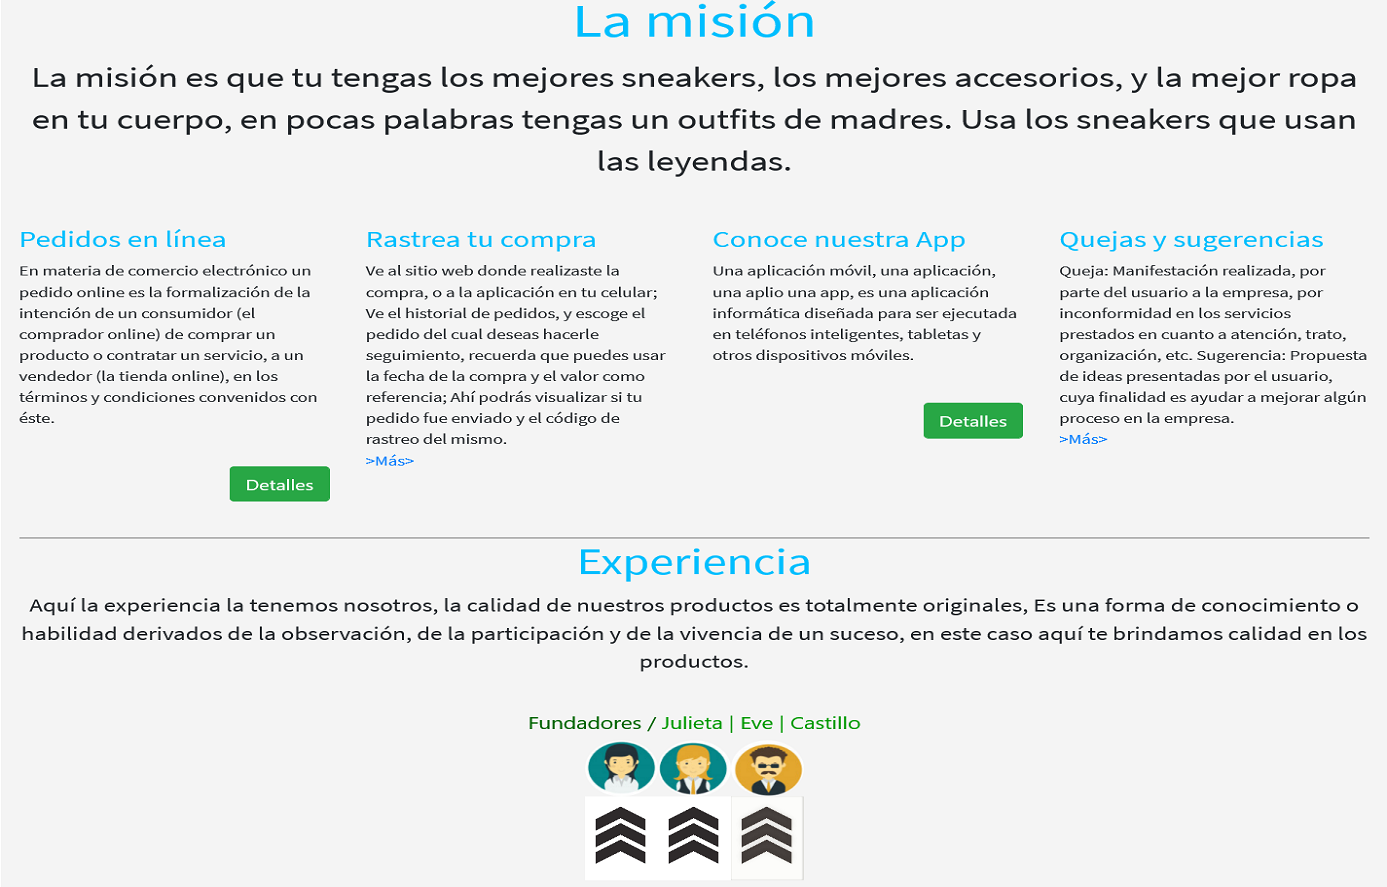 La misión
La misión es que tu tengas los mejores sneakers, los mejores accesorios, y la mejor ropa
en tu cuerpo, en pocas palabras tengas un outfits de madres. Usa los sneakers que usan
las leyendas.
Pedidos en línea
En materia de comercio electrónico un
pedido online es la formalización de la
intención de un consumidor (el
comprador online) de comprar un
producto o contratar un servicio, a un
vendedor (la tienda online), en los
términos y condiciones convenidos con
éste.
Detalles
Rastrea tu compra
Ve al sitio web donde realizaste la
compra, o a la aplicación en tu celular;
Ve el historial de pedidos, y escoge el
pedido del cual deseas hacerle
seguimiento, recuerda que puedes usar
la fecha de la compra y el valor como
referencia; Ahí podrás visualizar si tu
pedido fue enviado y el código de
rastreo del mismo.
>Más>
Conoce nuestra App
Una aplicación móvil, una aplicación,
una aplio una app, es una aplicación
informática diseñada para ser ejecutada
en teléfonos inteligentes, tabletas y
otros dispositivos móviles.
Detalles
Quejas y sugerencias
Queja: Manifestación realizada, por
parte del usuario a la empresa, por
inconformidad en los servicios
prestados en cuanto a atención, trato,
organización, etc. Sugerencia: Propuesta
de ideas presentadas por el usuario,
cuya finalidad es ayudar a mejorar algún
proceso en la empresa.
>Más>
Experiencia
Aquí la experiencia la tenemos nosotros, la calidad de nuestros productos es totalmente originales, Es una forma de conocimiento o
habilidad derivados de la observación, de la participación y de la vivencia de un suceso, en este caso aquí te brindamos calidad en los
productos.
Fundadores / Julieta | Eve | Castillo